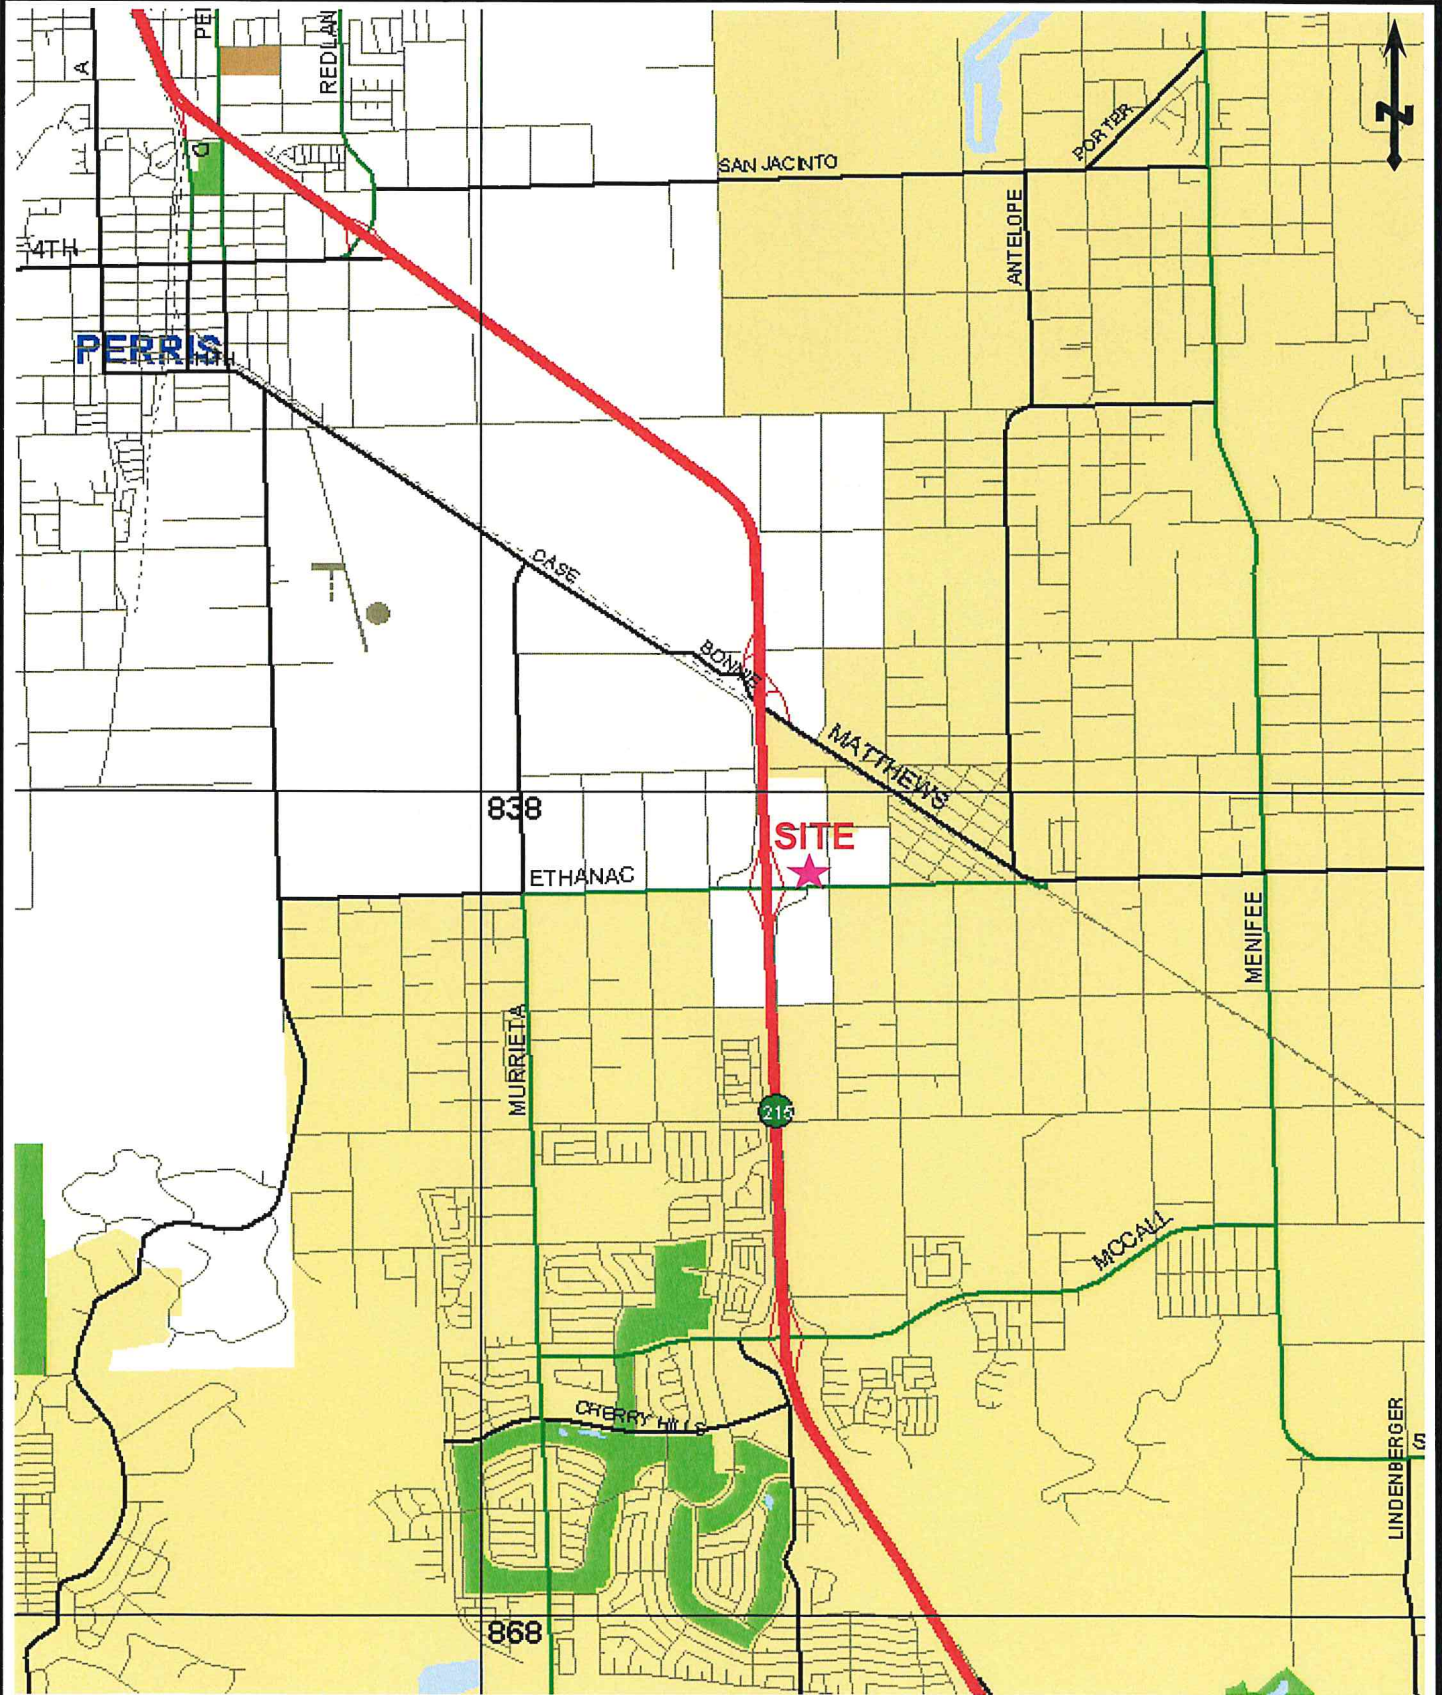 A
PEI
REDLAN
D
4TH
PERRIS
SAN JACINTO
PORTER
N
ANTELOPE
CASE
BONNIE
MATTHEWS
838
SITE
ETHANAC
MENIFEE
MURRIETA
215
MCCALL
CHERRY HILLS
LINDENBERGER
868